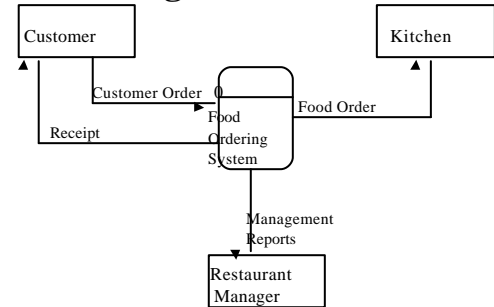 Customer
Kitchen
Customer Order 0
Food Order
Food
Receipt
Ordering
System
Management
Reports
Restaurant
Manager